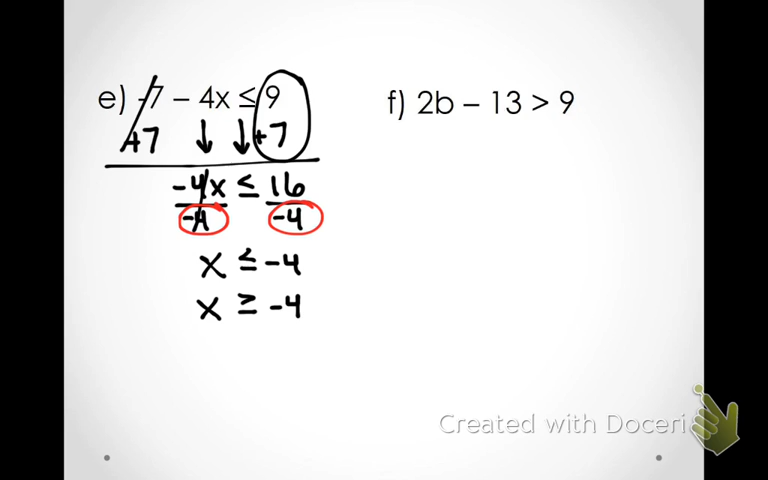 e) -7 – 4x ≤ 9
+7 ↓ ↓ +7
-4x ≤ 16
-4 -4
x ≤ -4
x ≥ -4
f) 2b – 13 > 9
Created with Doceri